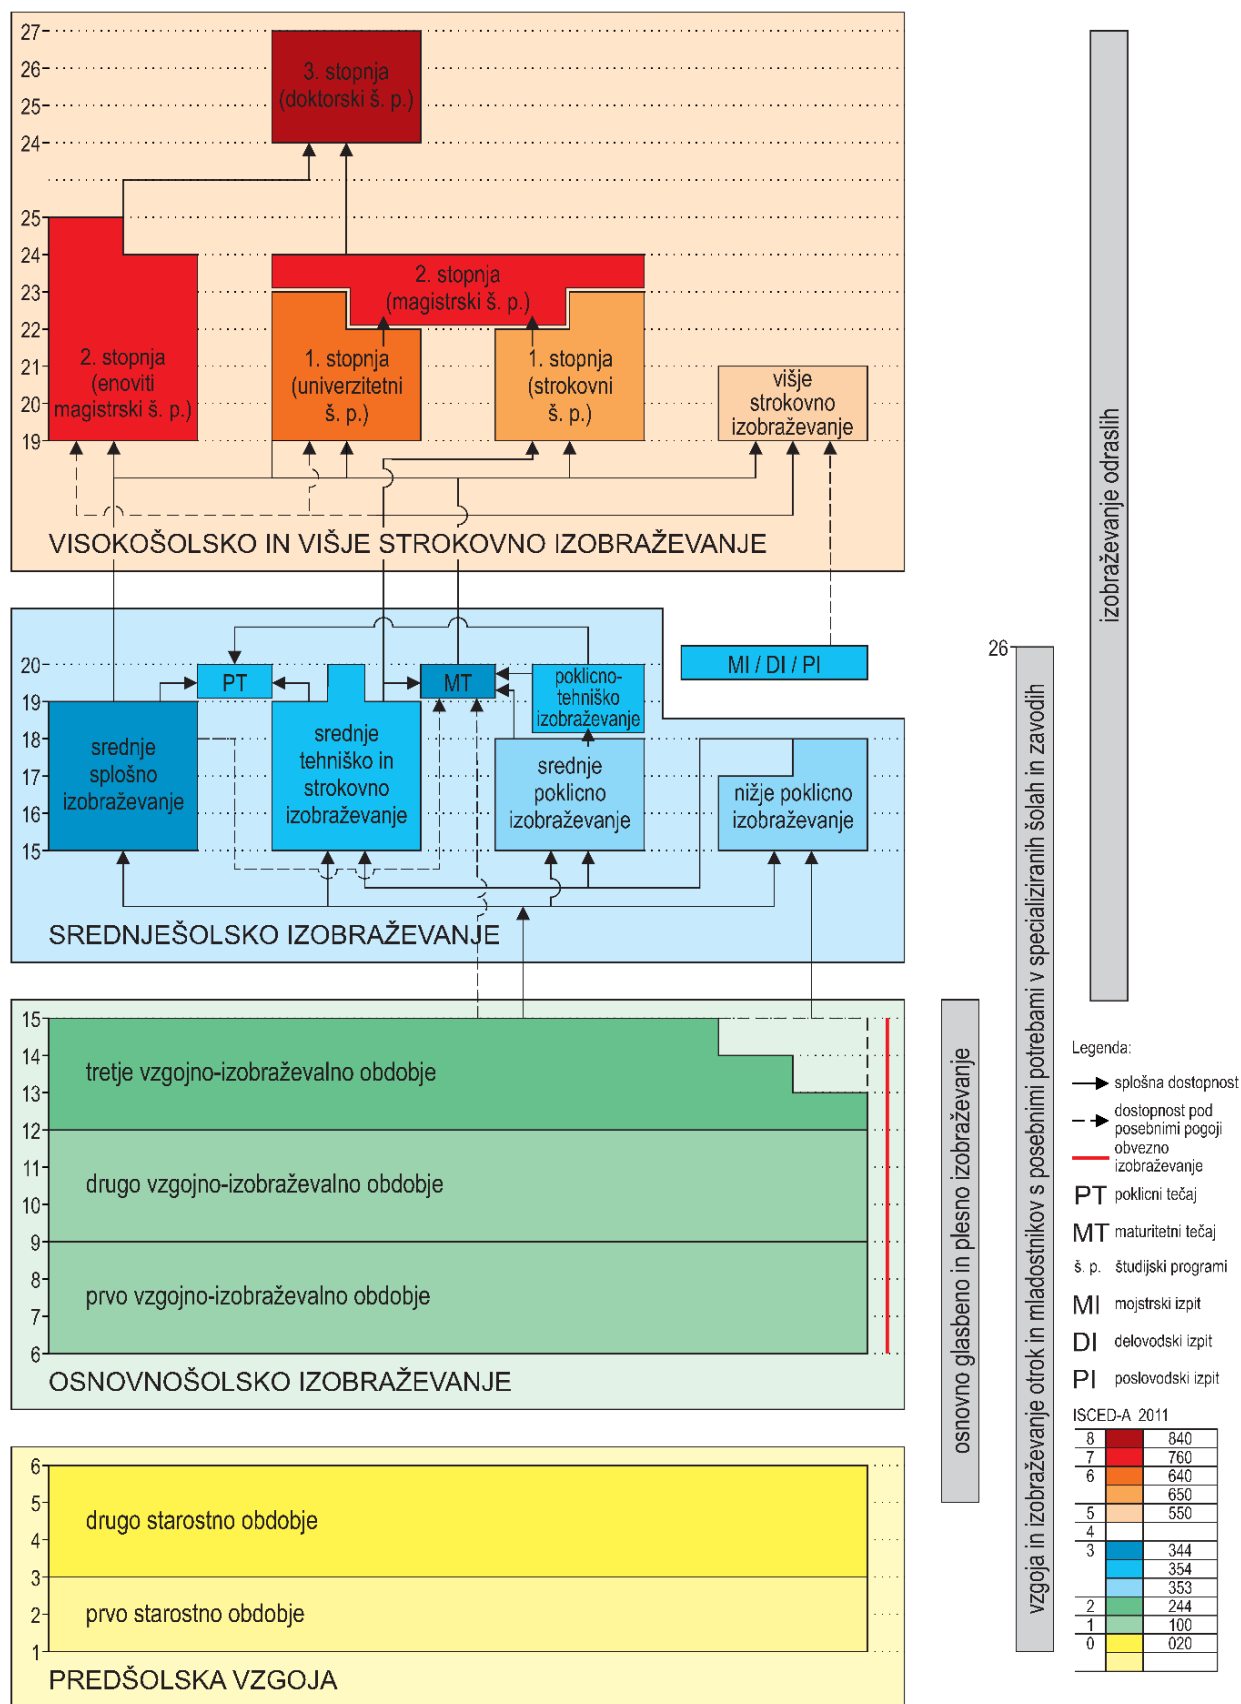 27
26
25
24
3. stopnja
(doktorski š. p.)
25
24
23
22
21
20
19
2. stopnja
(enoviti
magistrski š. p.)
2. stopnja
(magistrski š. p.)
1. stopnja
(univerzitetni
š. p.)
1. stopnja
(strokovni
š. p.)
višje
strokovno
izobraževanje
VISOKOŠOLSKO IN VIŠJE STROKOVNO IZOBRAŽEVANJE
20
19
18
17
16
15
PT
MT
poklicno-
tehniško
izobraževanje
MI / DI / PI
srednje
splošno
izobraževanje
srednje
tehniško in
strokovno
izobraževanje
srednje
poklicno
izobraževanje
nižje poklicno
izobraževanje
SREDNJEŠOLSKO IZOBRAŽEVANJE
15
14
13
12
11
10
9
8
7
6
tretje vzgojno-izobraževalno obdobje
drugo vzgojno-izobraževalno obdobje
prvo vzgojno-izobraževalno obdobje
OSNOVNOŠOLSKO IZOBRAŽEVANJE
6
5
4
3
2
1
drugo starostno obdobje
prvo starostno obdobje
PREDŠOLSKA VZGOJA
osnovno glasbeno in plesno izobraževanje
26
vzgoja in izobraževanje otrok in mladostnikov s posebnimi potrebami v specializiranih šolah in zavodih
izobraževanje odraslih
Legenda:
splošna dostopnost
dostopnost pod
posebnimi pogoji
obvezno
izobraževanje
PT poklicni tečaj
MT maturitetni tečaj
š. p. študijski programi
MI mojstrski izpit
DI delovodski izpit
PI poslovodski izpit
ISCED-A 2011
8 840
7 760
6 640
650
5 550
4
3 344
354
353
2 244
1 100
0 020